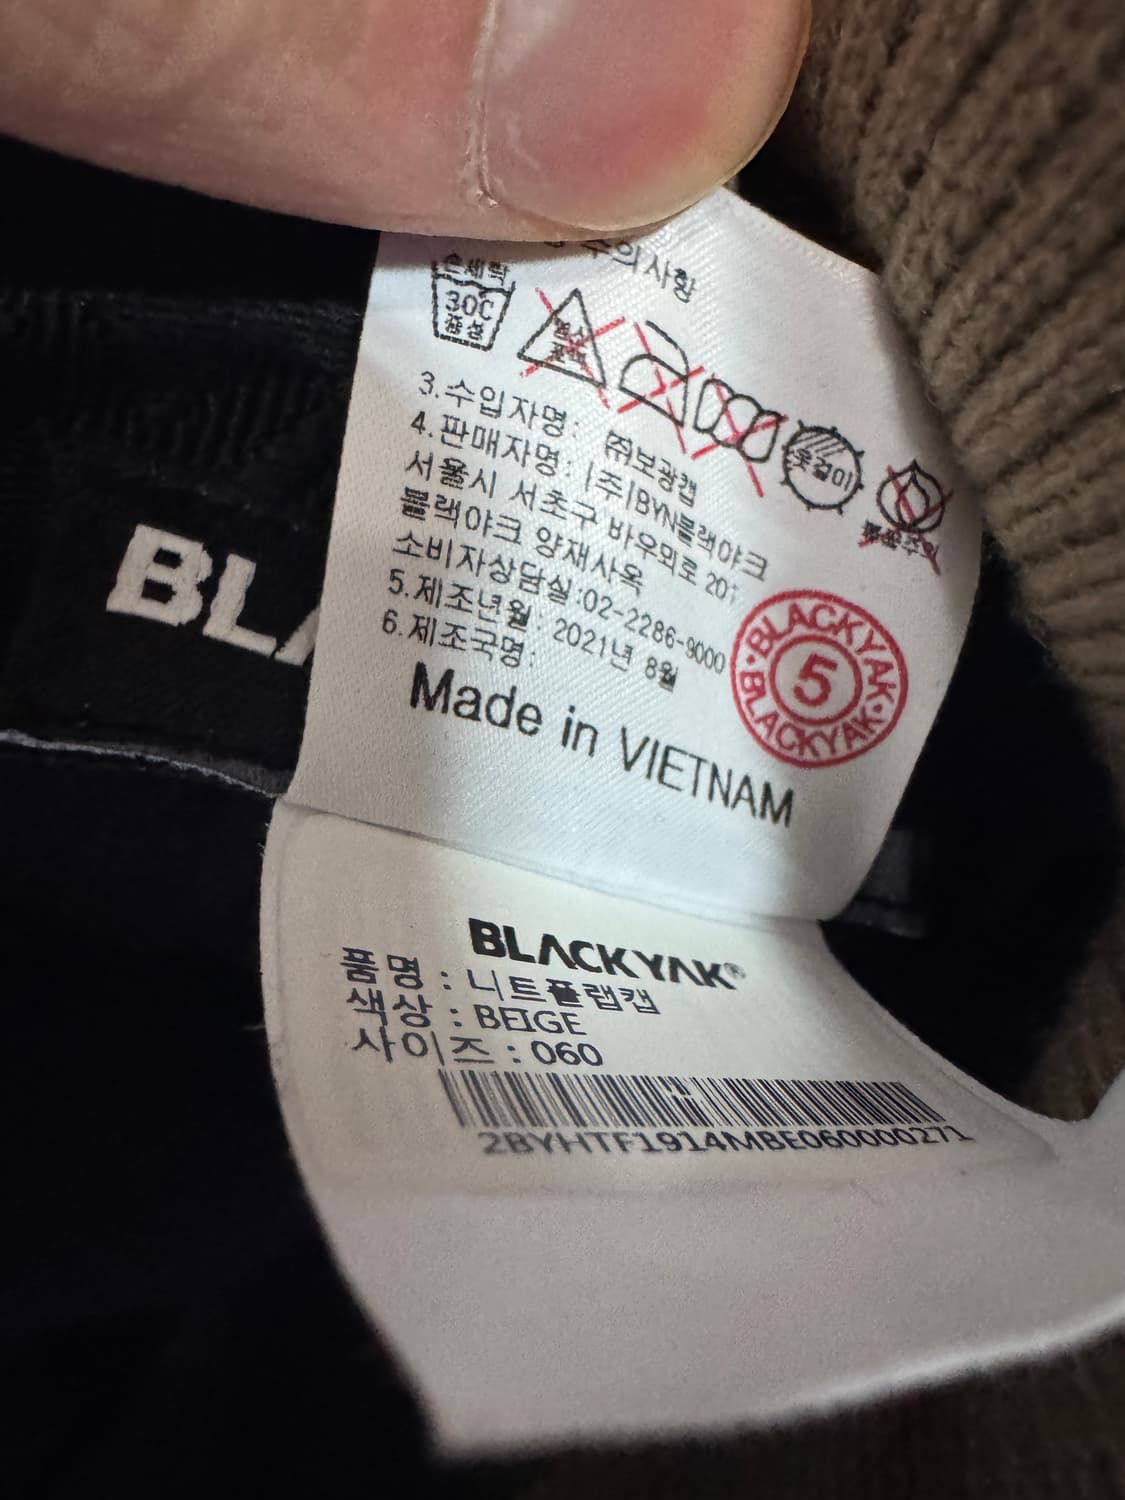 수의사항
손세탁
30C
중성
옷걸이
3.수입자명: ㈜보광캡
4.판매자명: (주)BYN블랙야크
서울시 서초구 바우뫼로 201,
블랙야크 양재사옥
소비자상담실:02-2286-9000
5.제조년월: 2021년 8월
6.제조국명:
Made in VIETNAM
BLACKYAK · BLACKYAK ·
5
BLA
BLACKYAK®
품명 : 니트플랩캡
색상 : BEIGE
사이즈 : 060
2BYHTF1914MBE060000271